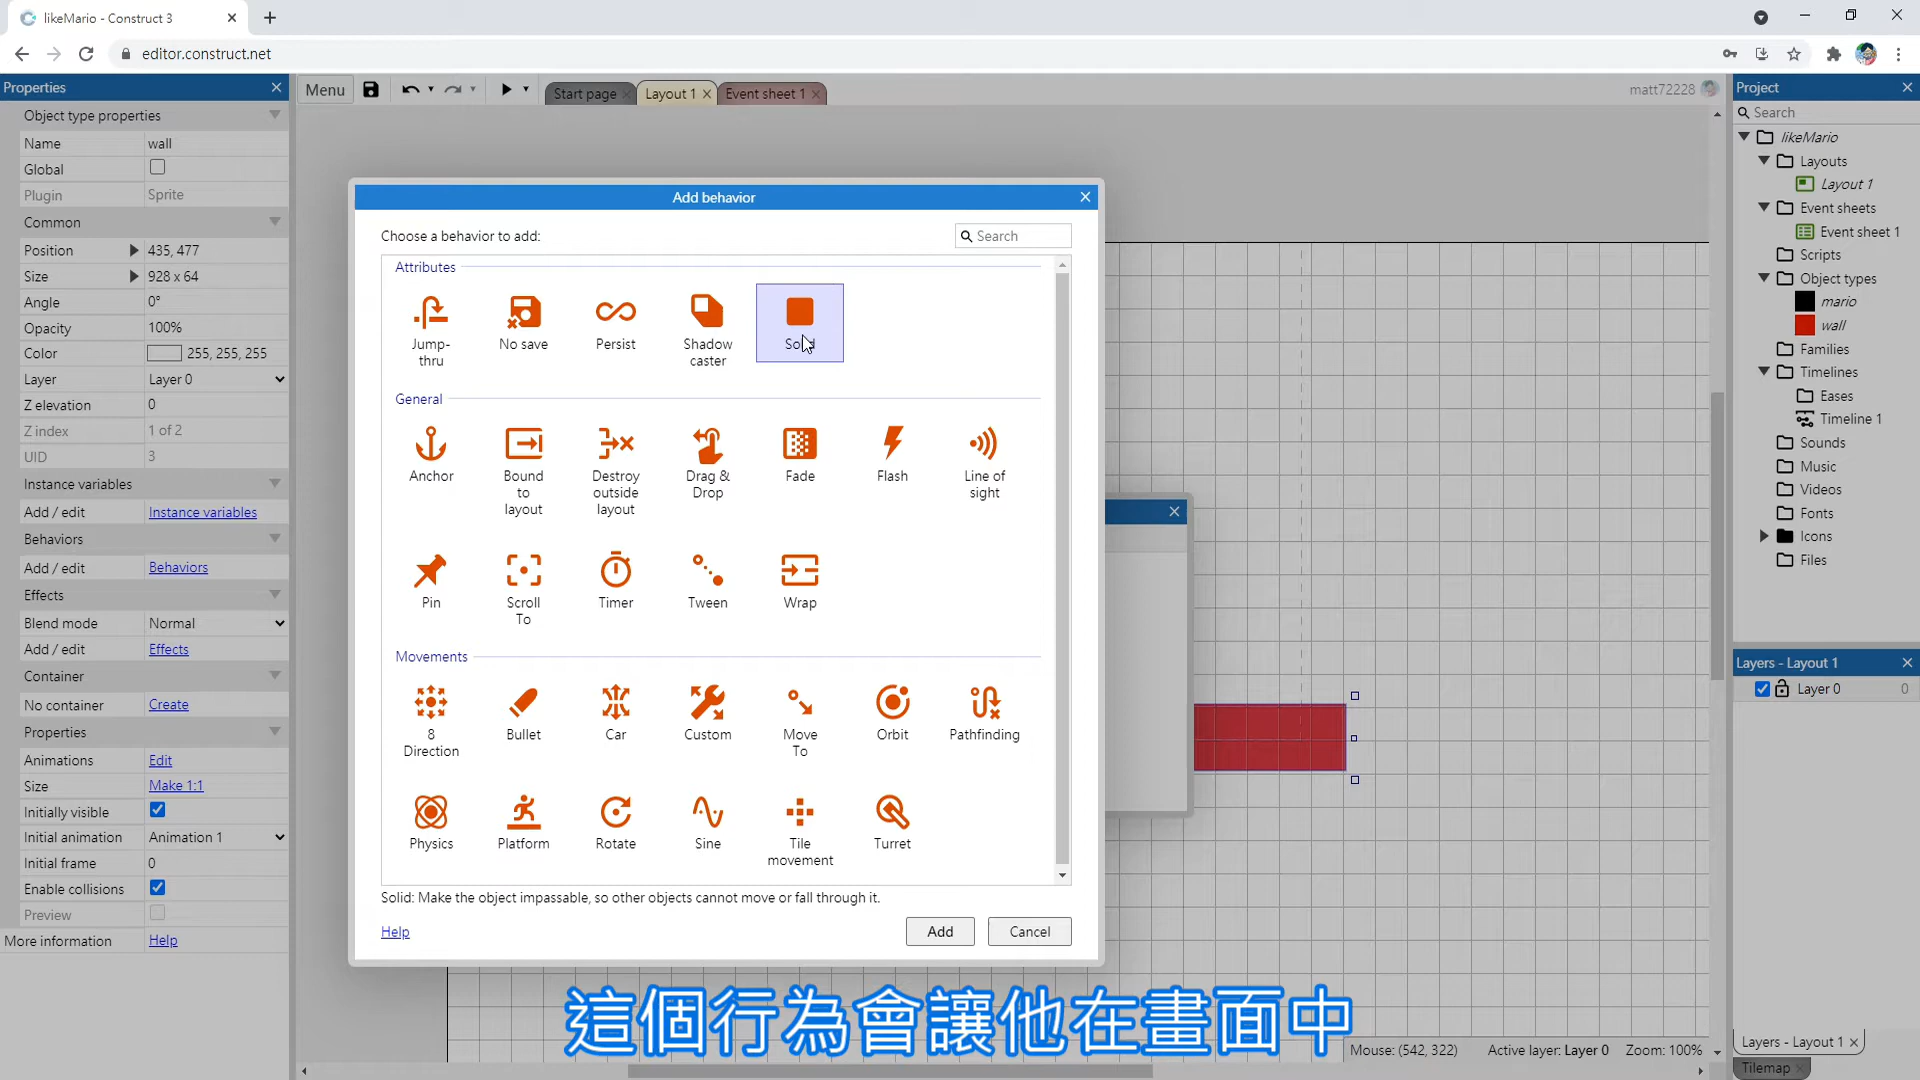 likeMario - Construct 3
editor.construct.net
Properties
Object type properties
Name wall
Global
Plugin Sprite
Common
Position 435, 477
Size 928 x 64
Angle 0°
Opacity 100%
Color 255, 255, 255
Layer Layer 0
Z elevation 0
Z index 1 of 2
UID 3
Instance variables
Add / edit Instance variables
Behaviors
Add / edit Behaviors
Effects
Blend mode Normal
Add / edit Effects
Container
No container Create
Properties
Animations Edit
Size Make 1:1
Initially visible
Initial animation Animation 1
Initial frame 0
Enable collisions
Preview
More information Help
Menu
Start page
Layout 1
Event sheet 1
matt72228
Add behavior
Choose a behavior to add:
Search
Attributes
Jump-thru
No save
Persist
Shadow caster
Solid
General
Anchor
Bound to layout
Destroy outside layout
Drag & Drop
Fade
Flash
Line of sight
Pin
Scroll To
Timer
Tween
Wrap
Movements
8 Direction
Bullet
Car
Custom
Move To
Orbit
Pathfinding
Physics
Platform
Rotate
Sine
Tile movement
Turret
Solid: Make the object impassable, so other objects cannot move or fall through it.
Help
Add
Cancel
這個行為會讓他在畫面中
Mouse: (542, 322) Active layer: Layer 0 Zoom: 100%
Project
Search
likeMario
Layouts
Layout 1
Event sheets
Event sheet 1
Scripts
Object types
mario
wall
Families
Timelines
Eases
Timeline 1
Sounds
Music
Videos
Fonts
Icons
Files
Layers - Layout 1
Layer 0 0
Layers - Layout 1
Tilemap